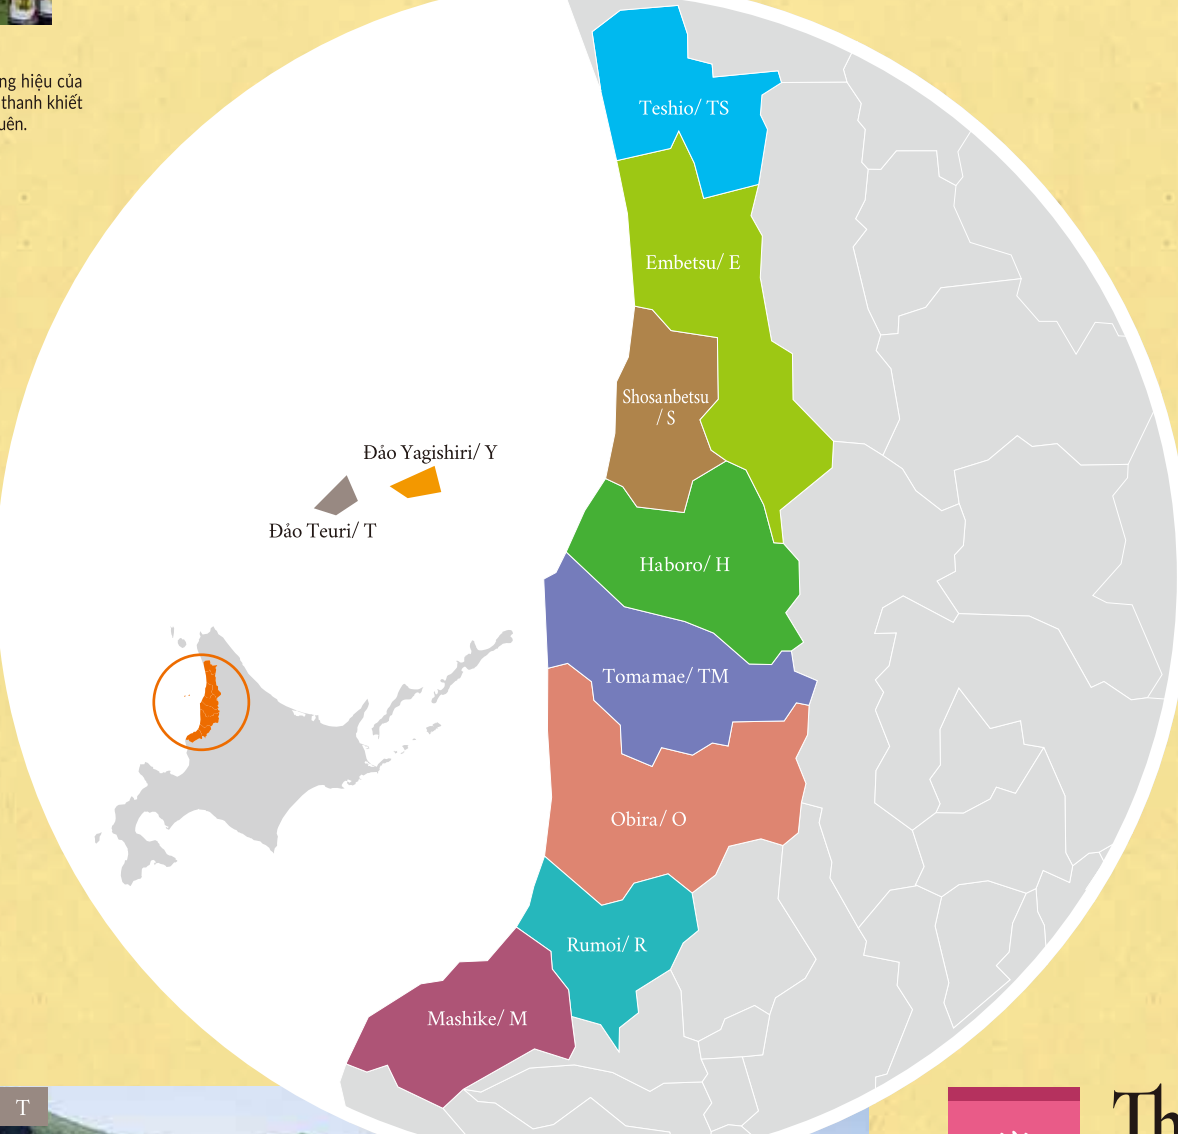 ng hiệu của
thanh khiết
uên.
Teshio/ TS
Embetsu/ E
Shosanbetsu
/ S
Đảo Yagishiri/ Y
Đảo Teuri/ T
Haboro/ H
Tomamae/ TM
Obira/ O
Rumoi/ R
Mashike/ M
T
Th